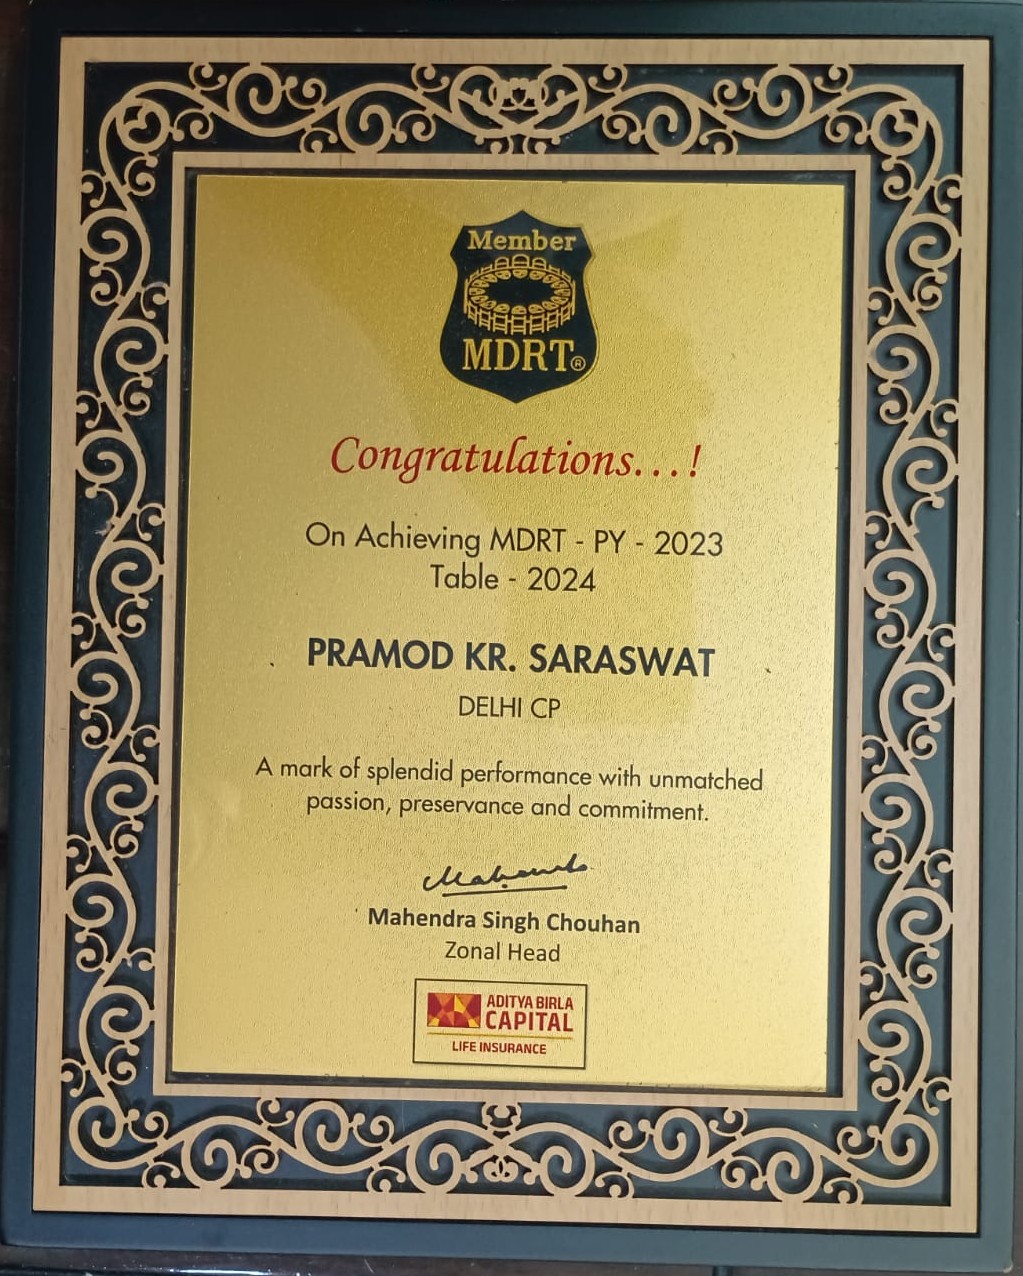 Member
MDRT®
Congratulations...!
On Achieving MDRT - PY - 2023
Table - 2024
PRAMOD KR. SARASWAT
DELHI CP
A mark of splendid performance with unmatched
passion, preservance and commitment.
Mahendra Singh Chouhan
Zonal Head
ADITYA BIRLA
CAPITAL
LIFE INSURANCE